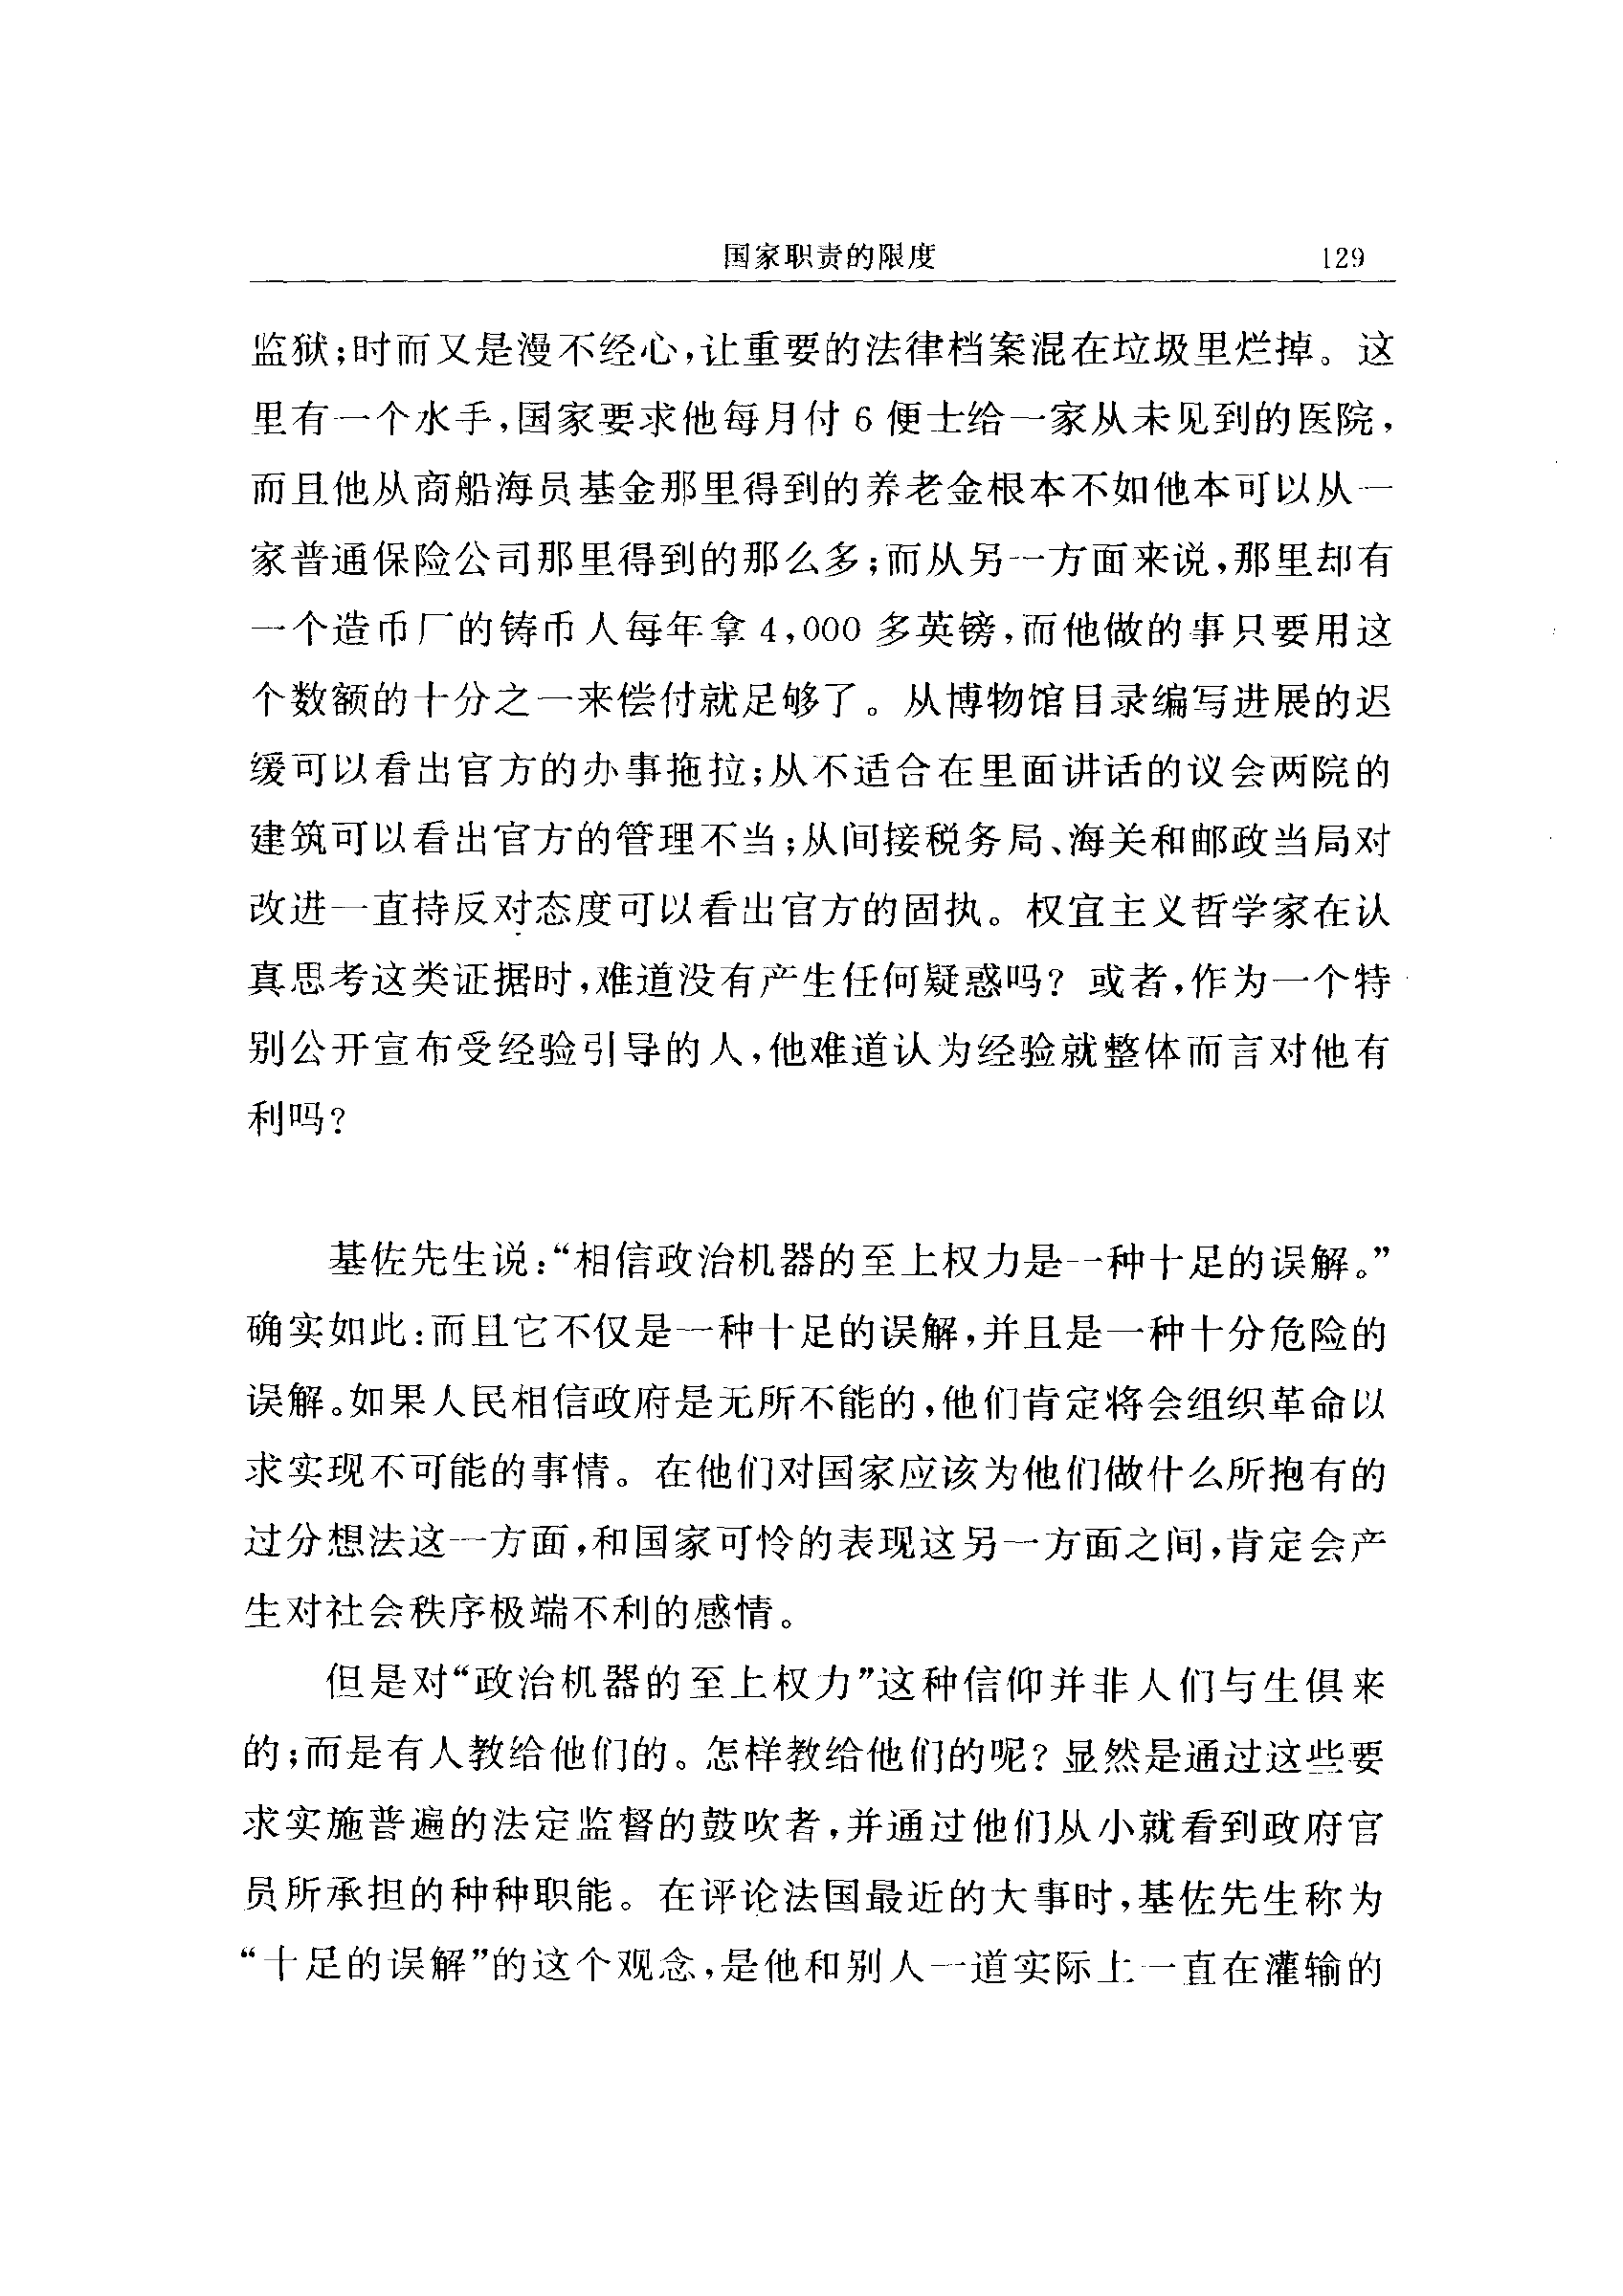 国家职责的限度 129
监狱；时而又是漫不经心，让重要的法律档案混在垃圾里烂掉。这
里有一个水手，国家要求他每月付 6 便士给一家从未见到的医院，
而且他从商船海员基金那里得到的养老金根本不如他本可以从一
家普通保险公司那里得到的那么多；而从另一方面来说，那里却有
一个造币厂的铸币人每年拿 4,000 多英镑，而他做的事只要用这
个数额的十分之一来偿付就足够了。从博物馆目录编写进展的迟
缓可以看出官方的办事拖拉；从不适合在里面讲话的议会两院的
建筑可以看出官方的管理不当；从间接税务局、海关和邮政当局对
改进一直持反对态度可以看出官方的固执。权宜主义哲学家在认
真思考这类证据时，难道没有产生任何疑惑吗？或者，作为一个特
别公开宣布受经验引导的人，他难道认为经验就整体而言对他有
利吗？
基佐先生说：“相信政治机器的至上权力是一种十足的误解。”
确实如此：而且它不仅是一种十足的误解，并且是一种十分危险的
误解。如果人民相信政府是无所不能的，他们肯定将会组织革命以
求实现不可能的事情。在他们对国家应该为他们做什么所抱有的
过分想法这一方面，和国家可怜的表现这另一方面之间，肯定会产
生对社会秩序极端不利的感情。
但是对“政治机器的至上权力”这种信仰并非人们与生俱来
的；而是有人教给他们的。怎样教给他们的呢？显然是通过这些要
求实施普遍的法定监督的鼓吹者，并通过他们从小就看到政府官
员所承担的种种职能。在评论法国最近的大事时，基佐先生称为
“十足的误解”的这个观念，是他和别人一道实际上一直在灌输的